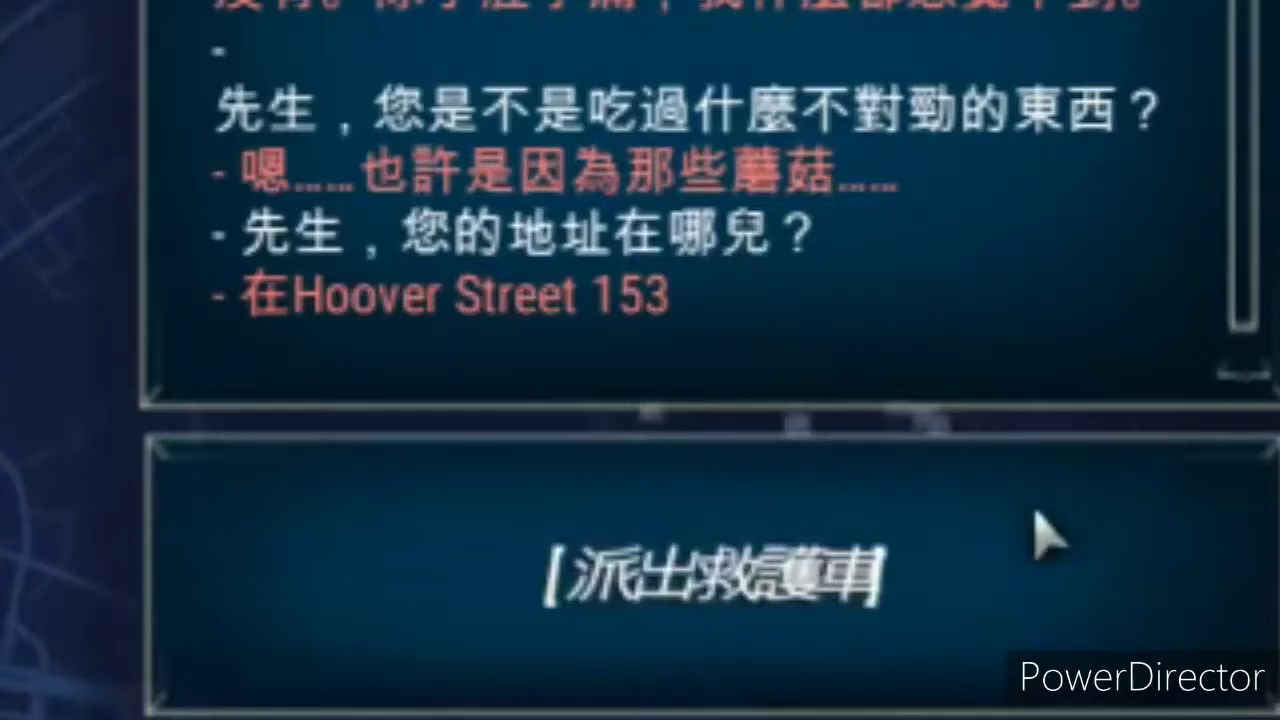 -
先生，您是不是吃過什麼不對勁的東西？
- 嗯……也許是因為那些蘑菇……
- 先生，您的地址在哪兒？
- 在Hoover Street 153
[派出救護車]
PowerDirector